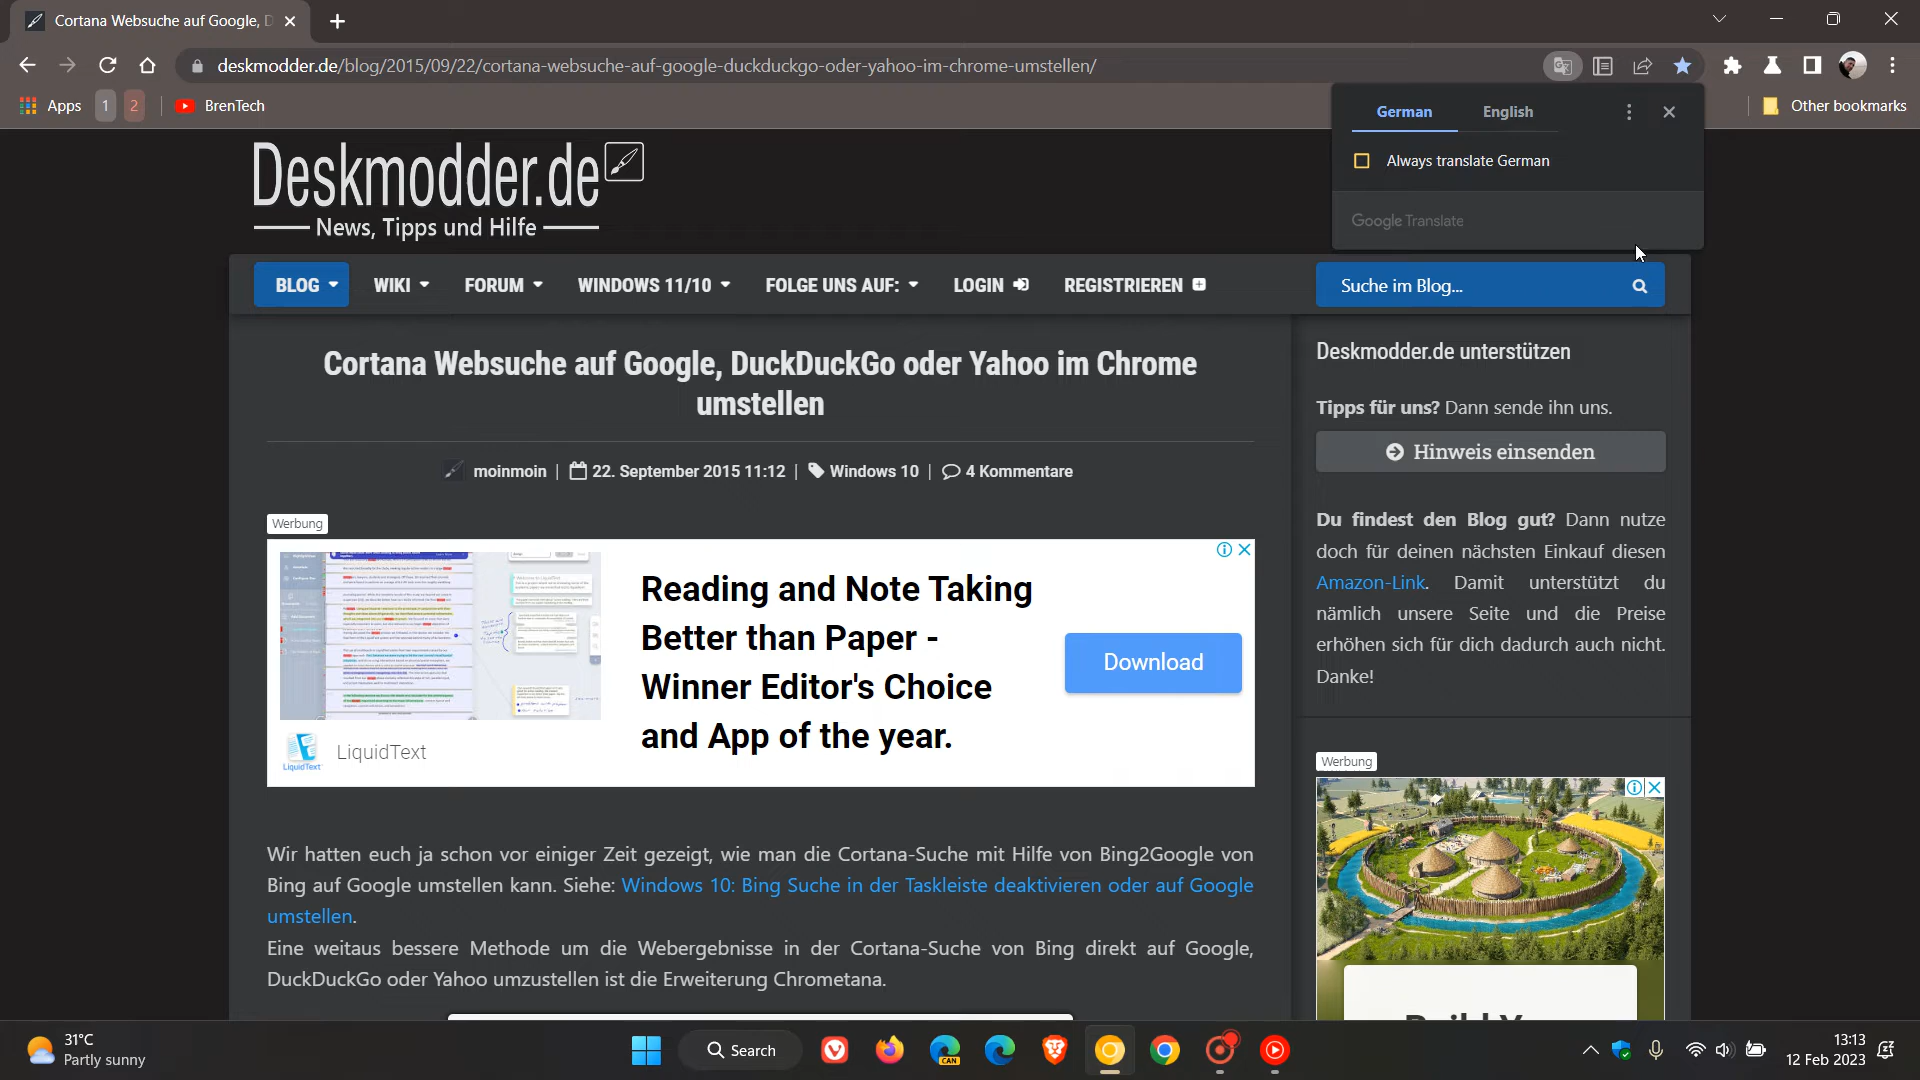 Cortana Websuche auf Google, D
deskmodder.de/blog/2015/09/22/cortana-websuche-auf-google-duckduckgo-oder-yahoo-im-chrome-umstellen/
Apps
1
2
BrenTech
Other bookmarks
German
English
Always translate German
Google Translate
Deskmodder.de
News, Tipps und Hilfe
BLOG
WIKI
FORUM
WINDOWS 11/10
FOLGE UNS AUF:
LOGIN
REGISTRIEREN
Suche im Blog...
Cortana Websuche auf Google, DuckDuckGo oder Yahoo im Chrome
umstellen
moinmoin | 22. September 2015 11:12 | Windows 10 | 4 Kommentare
Werbung
Reading and Note Taking
Better than Paper -
Winner Editor's Choice
and App of the year.
Download
LiquidText
LiquidText
Wir hatten euch ja schon vor einiger Zeit gezeigt, wie man die Cortana-Suche mit Hilfe von Bing2Google von
Bing auf Google umstellen kann. Siehe: Windows 10: Bing Suche in der Taskleiste deaktivieren oder auf Google
umstellen.
Eine weitaus bessere Methode um die Webergebnisse in der Cortana-Suche von Bing direkt auf Google,
DuckDuckGo oder Yahoo umzustellen ist die Erweiterung Chrometana.
Deskmodder.de unterstützen
Tipps für uns? Dann sende ihn uns.
Hinweis einsenden
Du findest den Blog gut? Dann nutze
doch für deinen nächsten Einkauf diesen
Amazon-Link. Damit unterstützt du
nämlich unsere Seite und die Preise
erhöhen sich für dich dadurch auch nicht.
Danke!
Werbung
31°C
Partly sunny
Search
CAN
13:13
12 Feb 2023